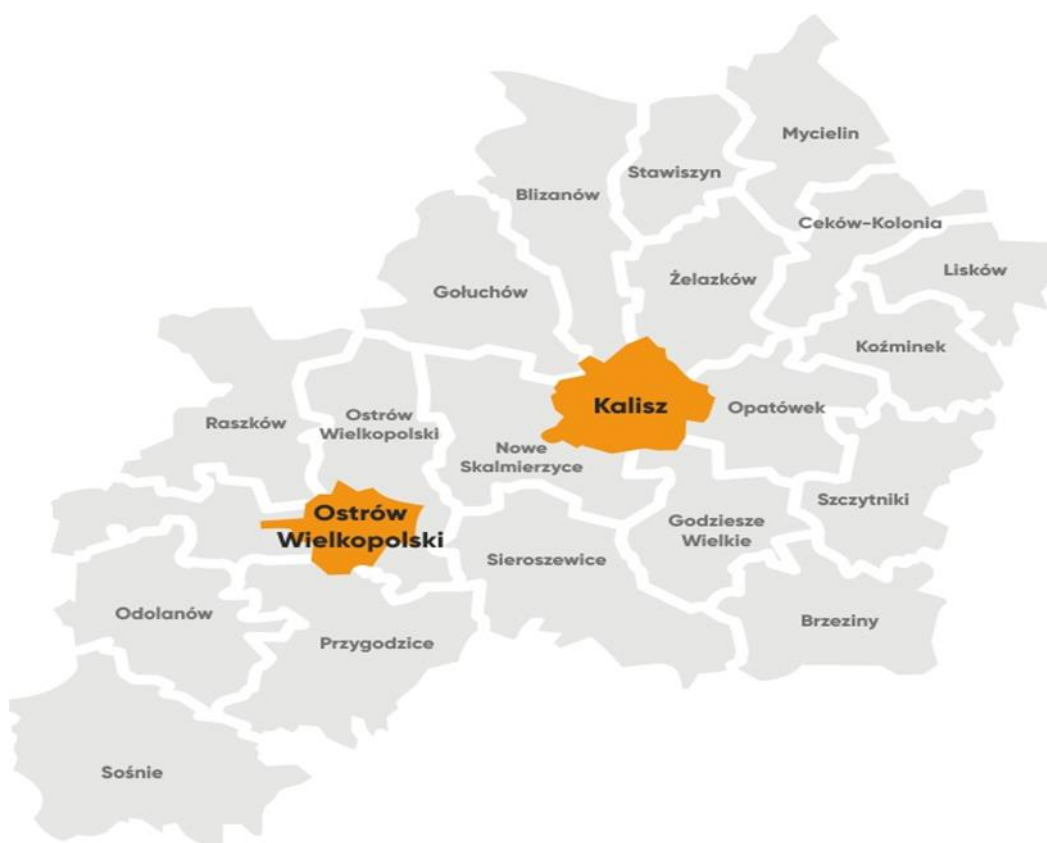 Mycielin
Stawiszyn
Blizanów
Ceków-Kolonia
Lisków
Żelazków
Gołuchów
Koźminek
Kalisz
Opatówek
Ostrów
Wielkopolski
Raszków
Nowe
Skalmierzyce
Szczytniki
Ostrów
Wielkopolski
Godziesze
Wielkie
Sieroszewice
Odolanów
Brzeziny
Przygodzice
Sośnie